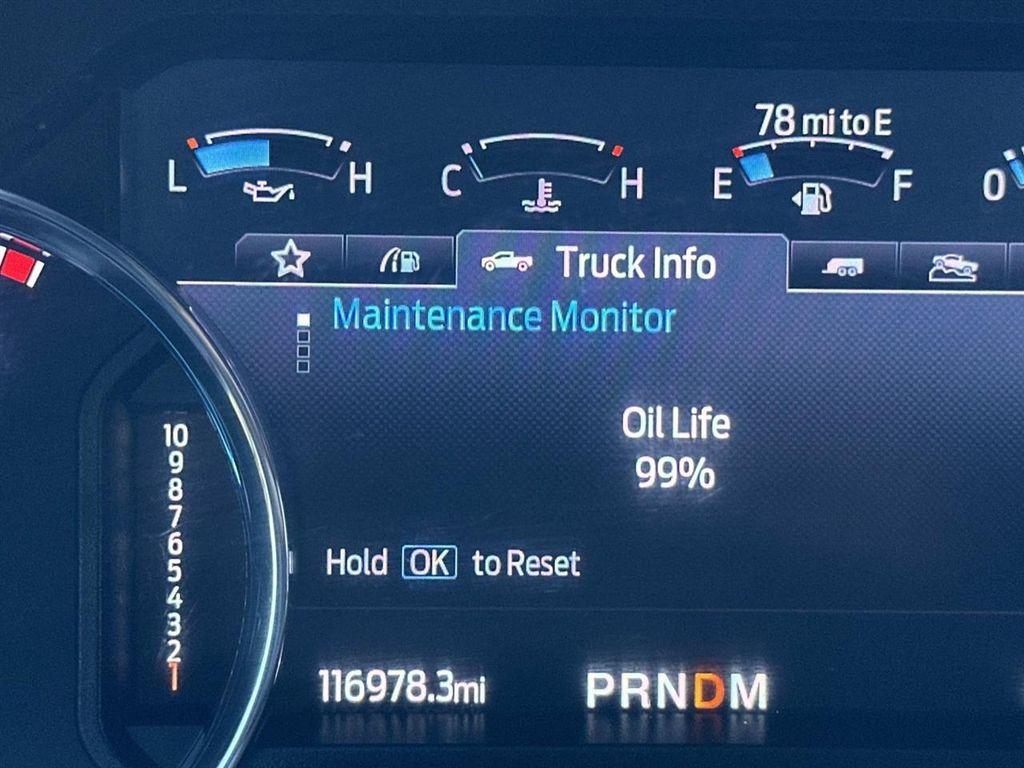 78 mi to E
L H C H E F 0
Truck Info
Maintenance Monitor
Oil Life
99%
10
9
8
7
6
5
4
3
2
1
Hold OK to Reset
116978.3mi
PRNDM